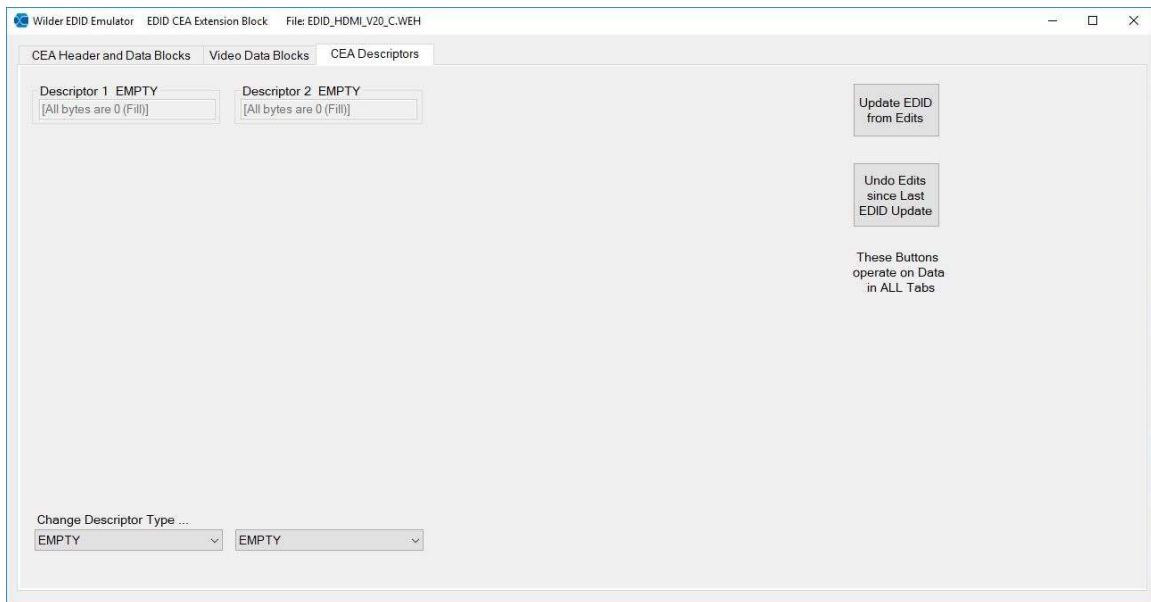 Wilder EDID Emulator EDID CEA Extension Block File: EDID_HDMI_V20_C.WEH
CEA Header and Data Blocks Video Data Blocks CEA Descriptors
Descriptor 1 EMPTY Descriptor 2 EMPTY
[All bytes are 0 (Fill)] [All bytes are 0 (Fill)]
Update EDID
from Edits
Undo Edits
since Last
EDID Update
These Buttons
operate on Data
in ALL Tabs
Change Descriptor Type ...
EMPTY EMPTY